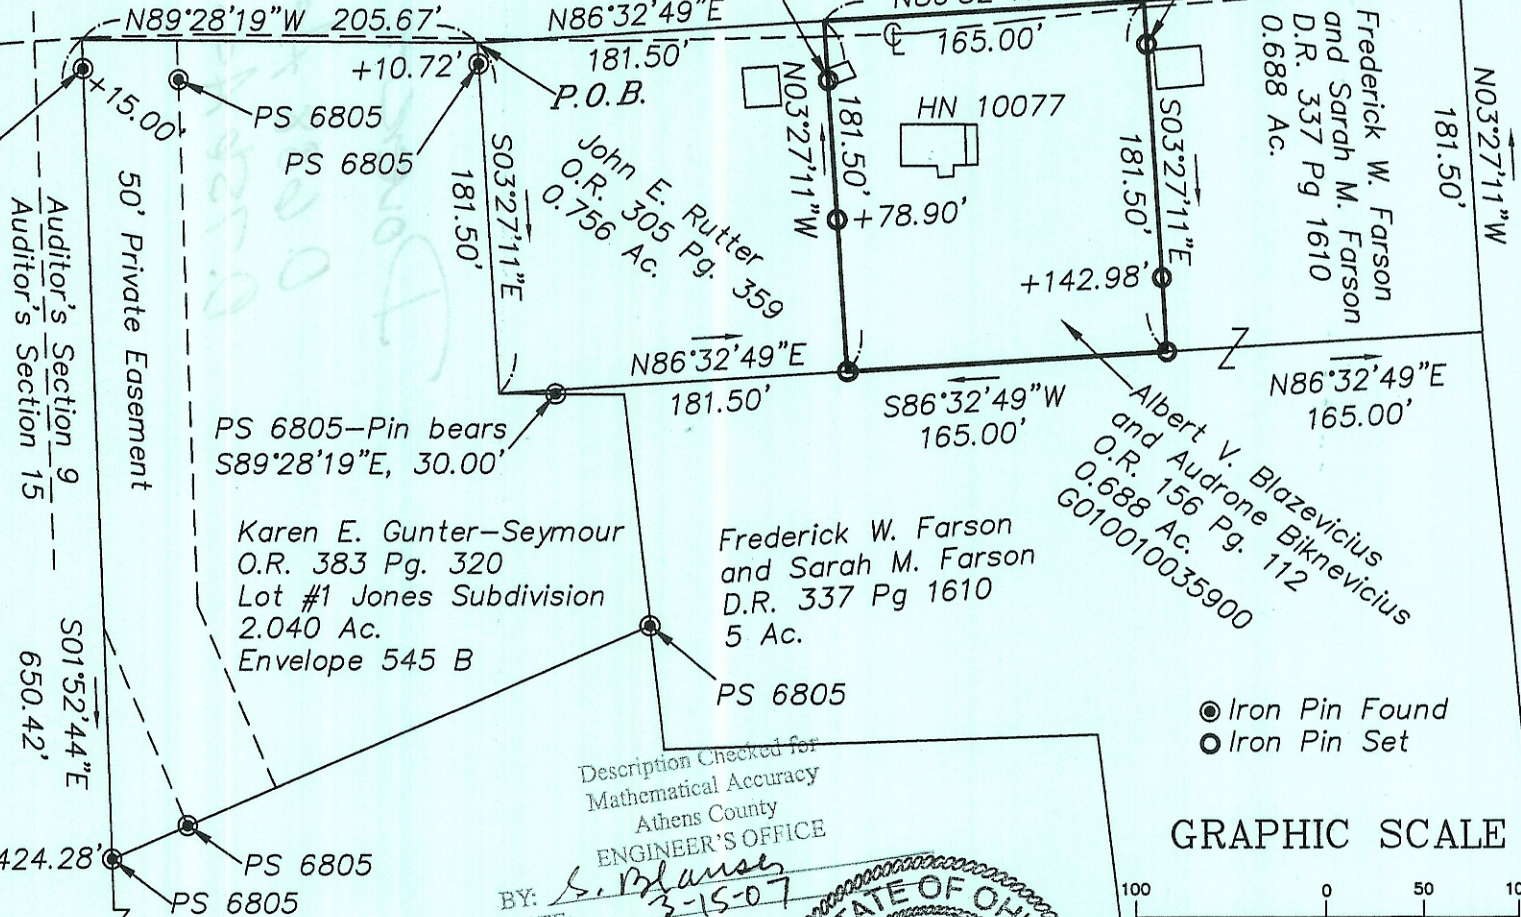 N89°28'19"W 205.67'
N86°32'49"E
181.50'
℄ 165.00'
+10.72'
P.O.B.
+15.00'
PS 6805
PS 6805
HN 10077
N03°27'11"W
181.50'
+78.90'
S03°27'11"E
181.50'
+142.98'
Frederick W. Farson
and Sarah M. Farson
D.R. 337 Pg 1610
0.688 Ac.
N03°27'11"W
181.50'
S03°27'11"E
181.50'
John E. Rutter
O.R. 305 Pg. 359
0.756 Ac.
50' Private Easement
Auditor's Section 9
Auditor's Section 15
N86°32'49"E
181.50'
S86°32'49"W
165.00'
N86°32'49"E
165.00'
PS 6805-Pin bears
S89°28'19"E, 30.00'
Albert V. Blazevicius
and Audrone Biknevicius
O.R. 156 Pg. 112
0.688 Ac.
G010010035900
Karen E. Gunter-Seymour
O.R. 383 Pg. 320
Lot #1 Jones Subdivision
2.040 Ac.
Envelope 545 B
Frederick W. Farson
and Sarah M. Farson
D.R. 337 Pg 1610
5 Ac.
S01°52'44"E
650.42'
PS 6805
Iron Pin Found
Iron Pin Set
Description Checked for
Mathematical Accuracy
Athens County
ENGINEER'S OFFICE
BY: S. Blanser
3-15-07
424.28'
PS 6805
PS 6805
GRAPHIC SCALE
100 0 50